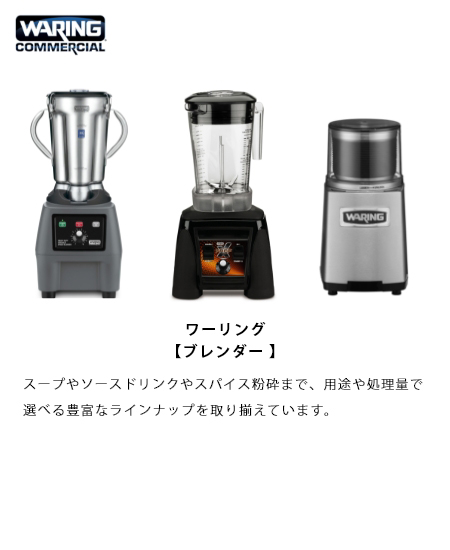 WARING
COMMERCIAL
WARING
ワーリング
【ブレンダー 】
スープやソースドリンクやスパイス粉砕まで、用途や処理量で
選べる豊富なラインナップを取り揃えています。